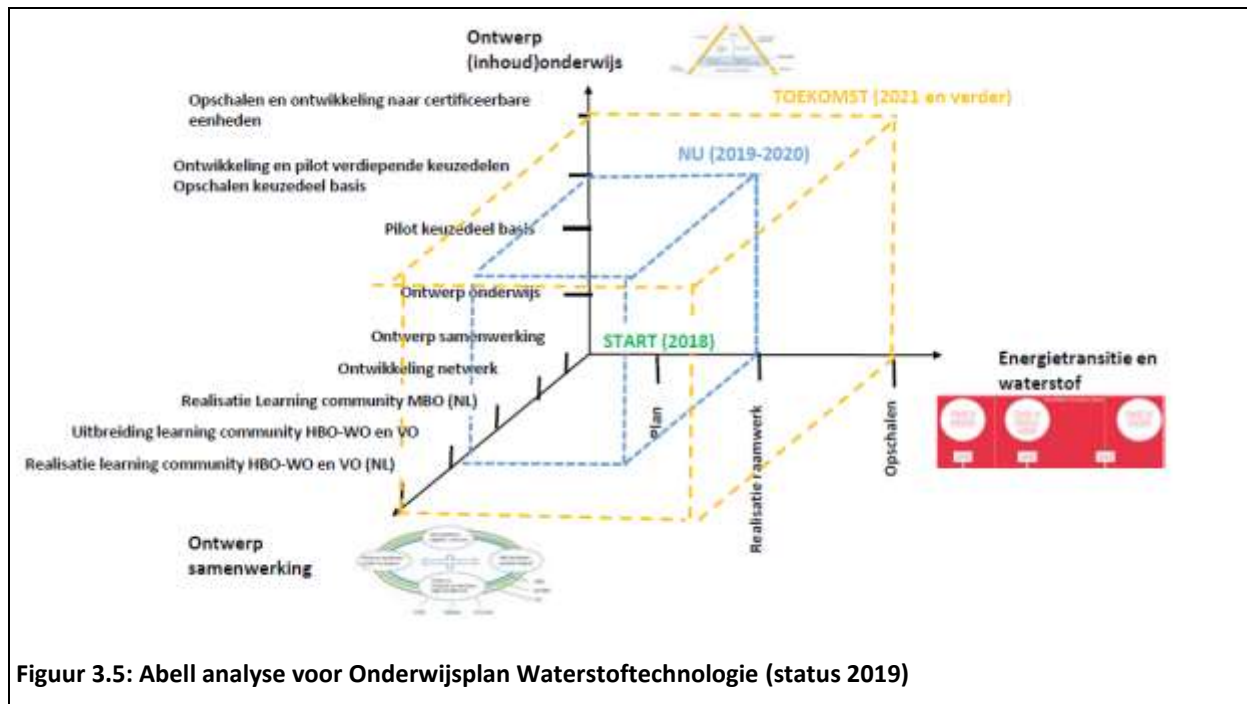 Ontwerp
(inhoud)onderwijs
Opschalen en ontwikkeling naar certificeerbare
eenheden
TOEKOMST (2021 en verder)
Ontwikkeling en pilot verdiepende keuzedelen
Opschalen keuzedeel basis
NU (2019-2020)
Pilot keuzedeel basis
Ontwerp onderwijs
Ontwerp samenwerking
START (2018)
Ontwikkeling netwerk
Realisatie Learning community MBO (NL)
Uitbreiding learning community HBO-WO en VO
Realisatie learning community HBO-WO en VO (NL)
Plan
Realisatie raamwerk
Opschalen
Energietransitie en
waterstof
Ontwerp
samenwerking
Figuur 3.5: Abell analyse voor Onderwijsplan Waterstoftechnologie (status 2019)